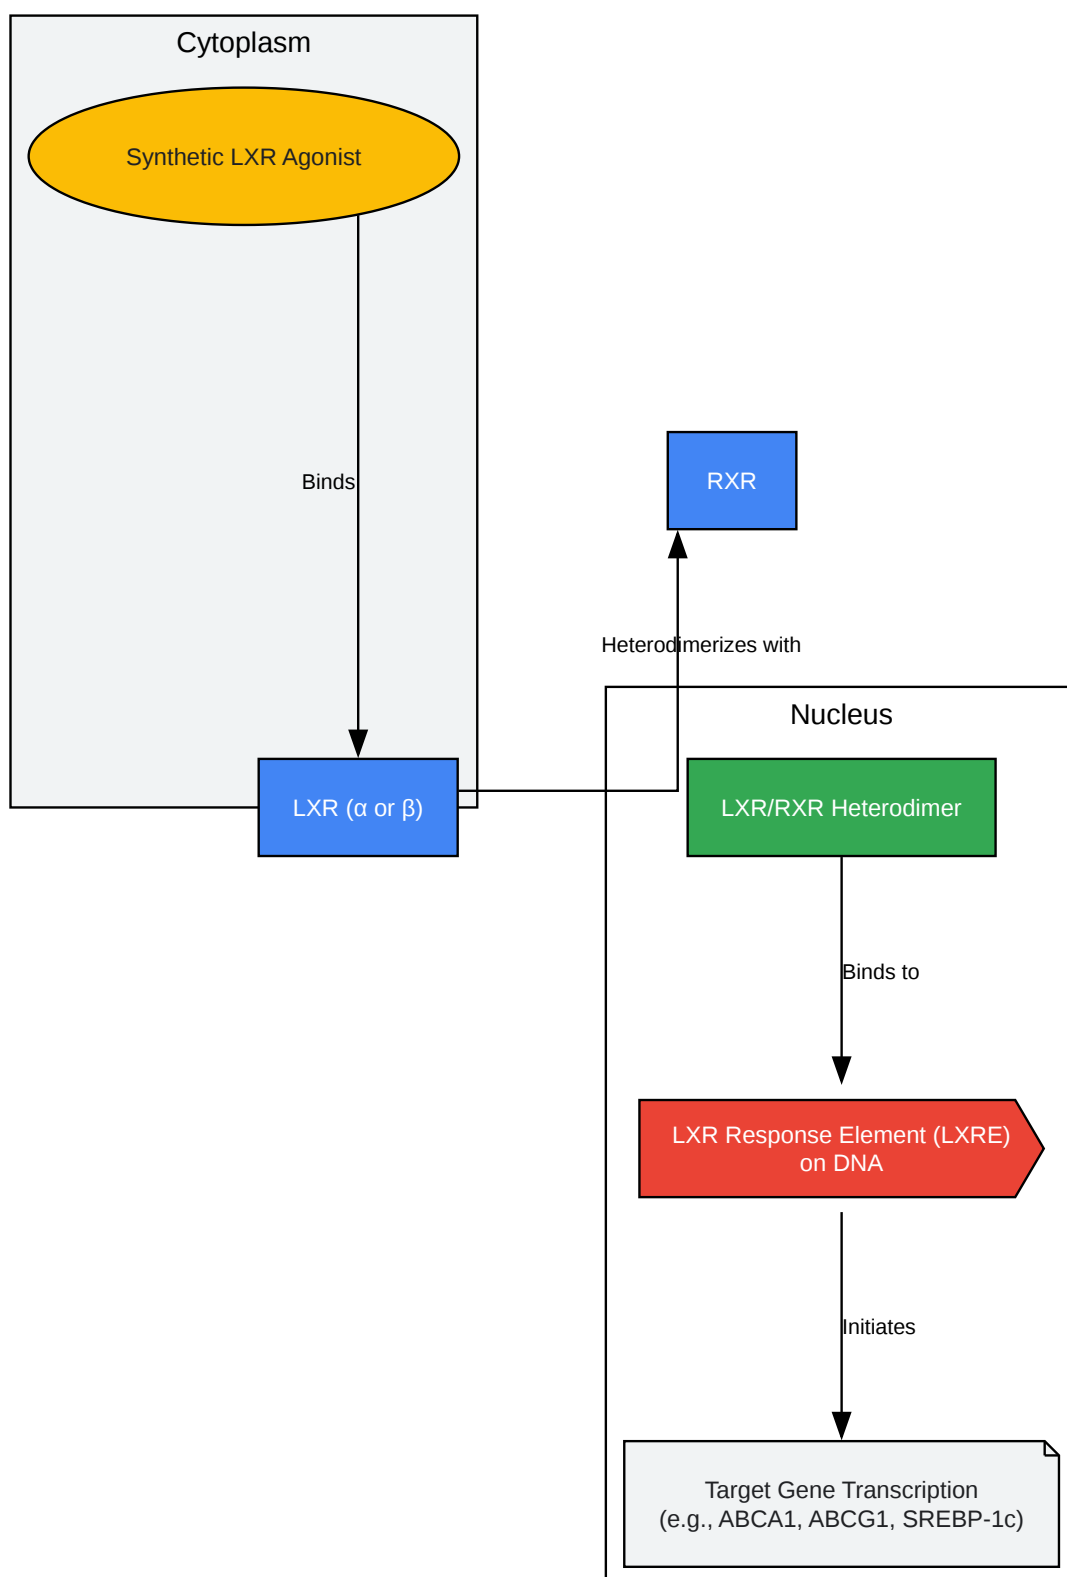 Cytoplasm
Synthetic LXR Agonist
Binds
RXR
Heterodimerizes with
Nucleus
LXR (α or β)
LXR/RXR Heterodimer
Binds to
LXR Response Element (LXRE)
on DNA
Initiates
Target Gene Transcription
(e.g., ABCA1, ABCG1, SREBP-1c)